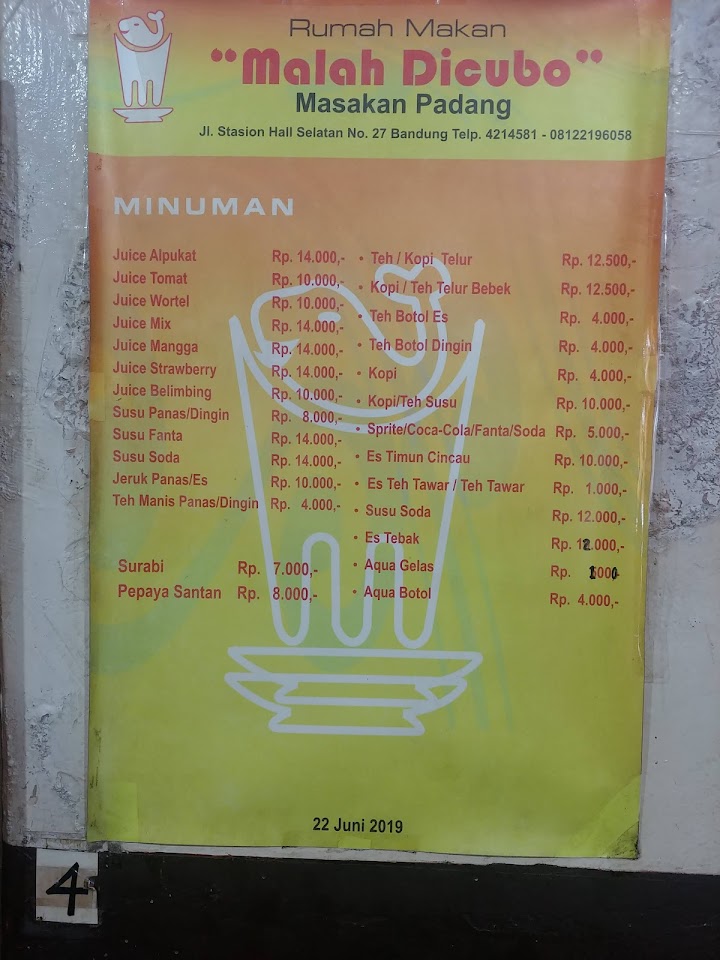 Rumah Makan
"Malah Dicubo"
Masakan Padang
Jl. Stasion Hall Selatan No. 27 Bandung Telp. 4214581 - 08122196058
MINUMAN
Juice Alpukat Rp. 14.000,-
Juice Tomat Rp. 10.000,-
Juice Wortel Rp. 10.000,-
Juice Mix Rp. 14.000,-
Juice Mangga Rp. 14.000,-
Juice Strawberry Rp. 14.000,-
Juice Belimbing Rp. 10.000,-
Susu Panas/Dingin Rp. 8.000,-
Susu Fanta Rp. 14.000,-
Susu Soda Rp. 14.000,-
Jeruk Panas/Es Rp. 10.000,-
Teh Manis Panas/Dingin Rp. 4.000,-
Surabi Rp. 7.000,-
Pepaya Santan Rp. 8.000,-
• Teh / Kopi Telur Rp. 12.500,-
• Kopi / Teh Telur Bebek Rp. 12.500,-
• Teh Botol Es Rp. 4.000,-
• Teh Botol Dingin Rp. 4.000,-
• Kopi Rp. 4.000,-
• Kopi/Teh Susu Rp. 10.000,-
• Sprite/Coca-Cola/Fanta/Soda Rp. 5.000,-
• Es Timun Cincau Rp. 10.000,-
• Es Teh Tawar / Teh Tawar Rp. 1.000,-
• Susu Soda Rp. 12.000,-
• Es Tebak Rp. 12.000,-
• Aqua Gelas Rp.
• Aqua Botol Rp. 4.000,-
22 Juni 2019
4